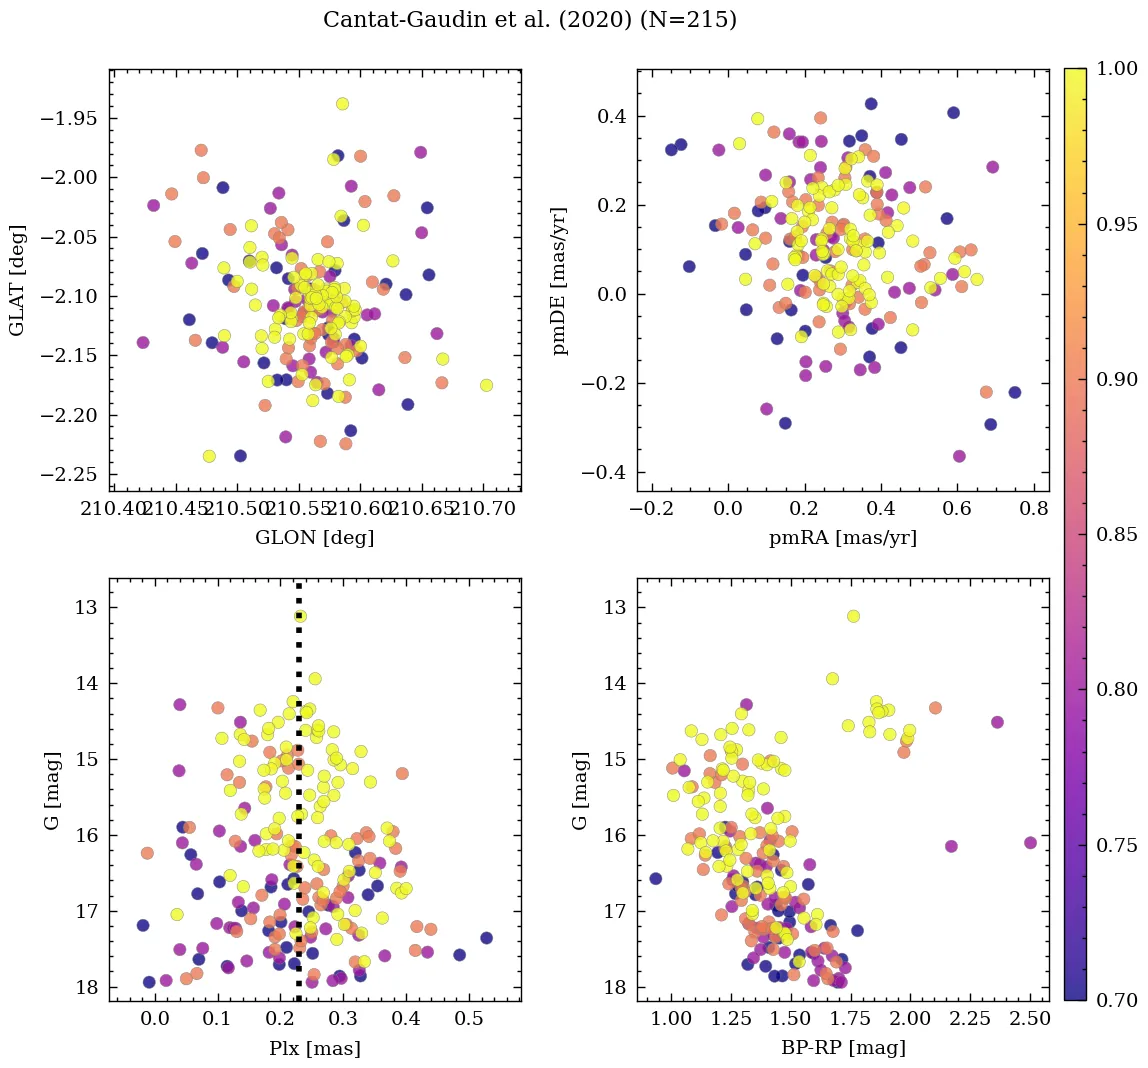 Cantat-Gaudin et al. (2020) (N=215)
−1.95
−2.00
−2.05
−2.10
−2.15
−2.20
−2.25
GLAT [deg]
210.40 210.45 210.50 210.55 210.60 210.65 210.70
GLON [deg]
0.4
0.2
0.0
−0.2
−0.4
pmDE [mas/yr]
−0.2 0.0 0.2 0.4 0.6 0.8
pmRA [mas/yr]
13
14
15
16
17
18
G [mag]
0.0 0.1 0.2 0.3 0.4 0.5
Plx [mas]
13
14
15
16
17
18
G [mag]
1.00 1.25 1.50 1.75 2.00 2.25 2.50
BP-RP [mag]
1.00
0.95
0.90
0.85
0.80
0.75
0.70